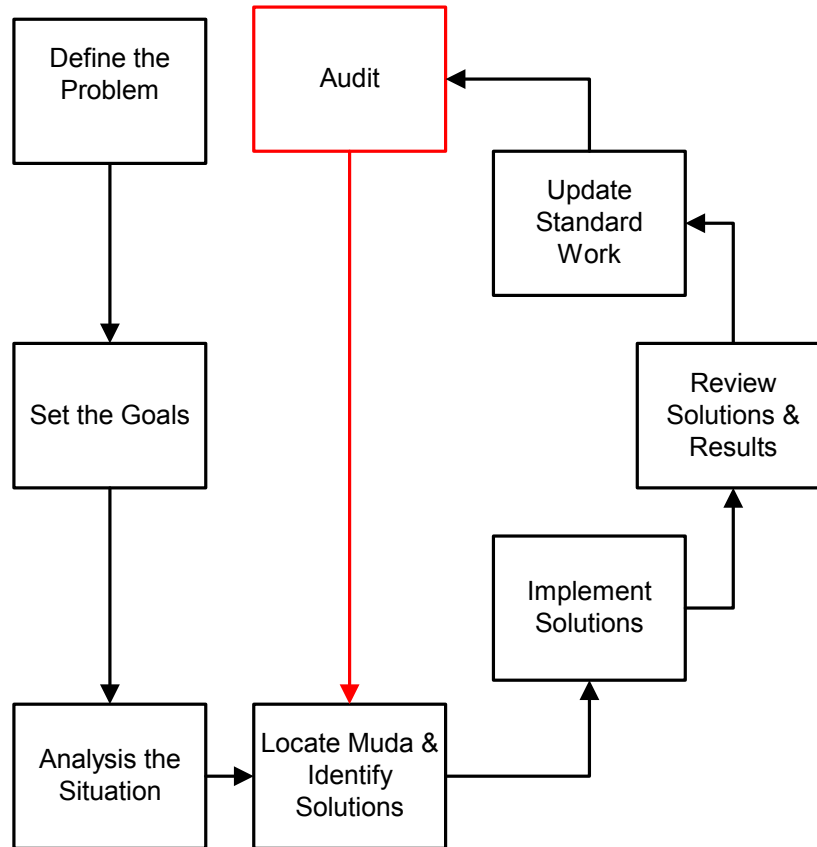 Define the
Problem
Audit
Update
Standard
Work
Set the Goals
Review
Solutions &
Results
Implement
Solutions
Analysis the
Situation
Locate Muda &
Identify
Solutions